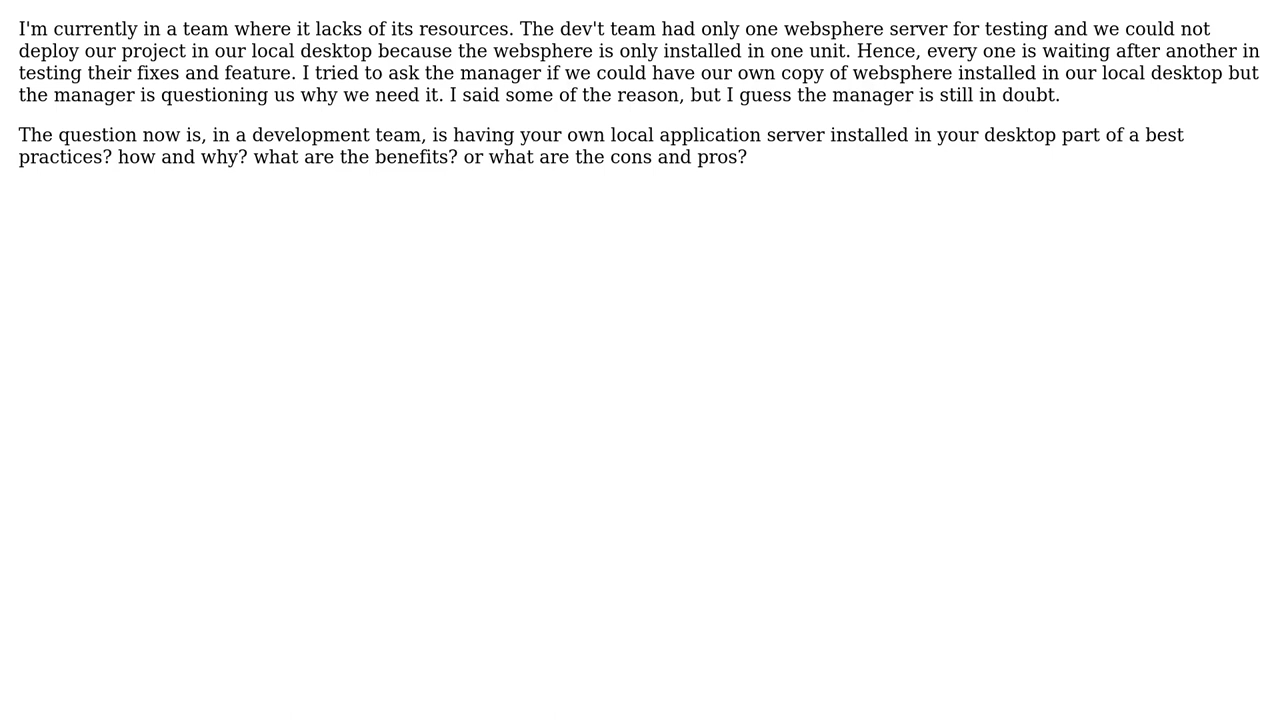 I'm currently in a team where it lacks of its resources. The dev't team had only one websphere server for testing and we could not
deploy our project in our local desktop because the websphere is only installed in one unit. Hence, every one is waiting after another in
testing their fixes and feature. I tried to ask the manager if we could have our own copy of websphere installed in our local desktop but
the manager is questioning us why we need it. I said some of the reason, but I guess the manager is still in doubt.
The question now is, in a development team, is having your own local application server installed in your desktop part of a best
practices? how and why? what are the benefits? or what are the cons and pros?